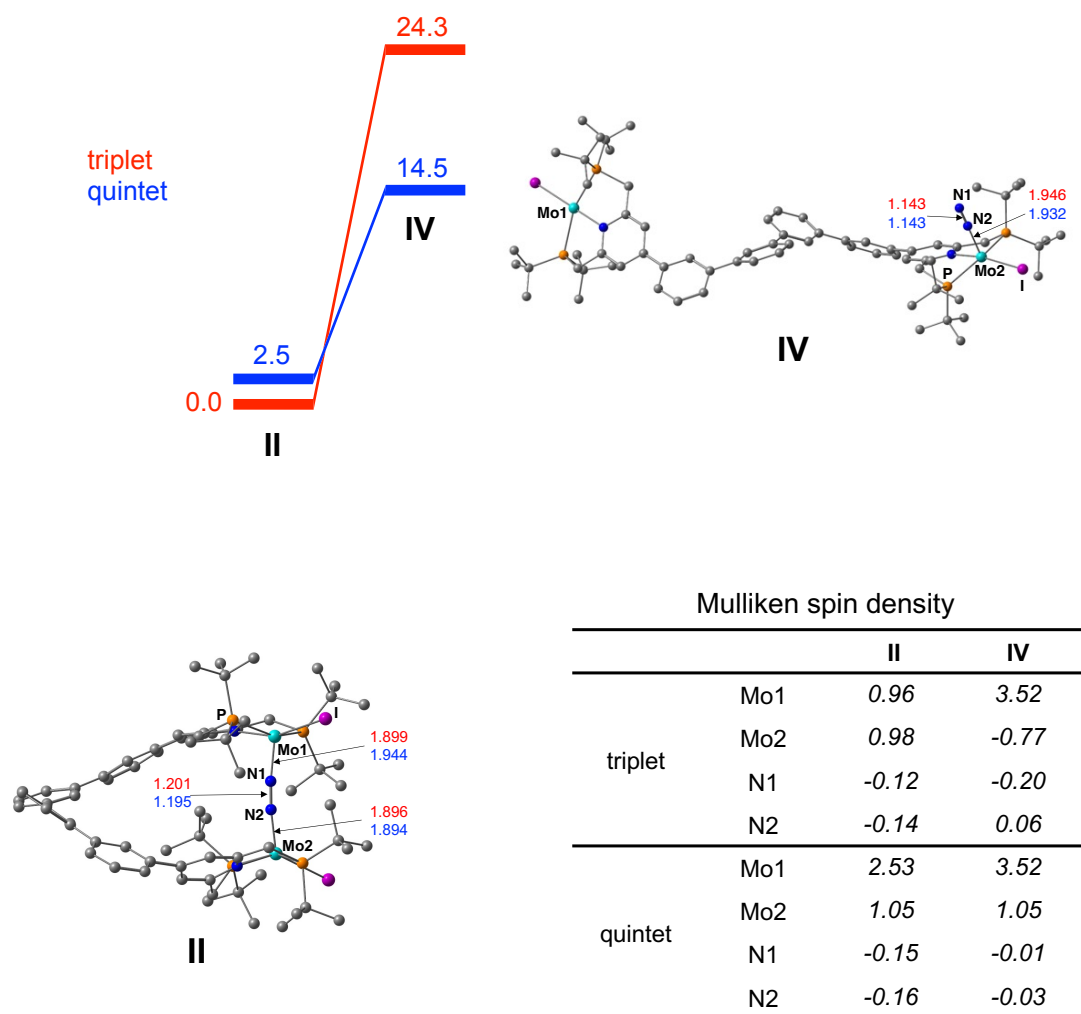 24.3
triplet
quintet
14.5
IV
2.5
0.0
II
Mo1
N1
N2
1.143
1.143
1.946
1.932
P
Mo2
I
IV
P
I
Mo1
1.899
1.944
N1
1.201
1.195
N2
1.896
1.894
Mo2
II
Mulliken spin density
II IV
triplet
Mo1 0.96 3.52
Mo2 0.98 -0.77
N1 -0.12 -0.20
N2 -0.14 0.06
quintet
Mo1 2.53 3.52
Mo2 1.05 1.05
N1 -0.15 -0.01
N2 -0.16 -0.03